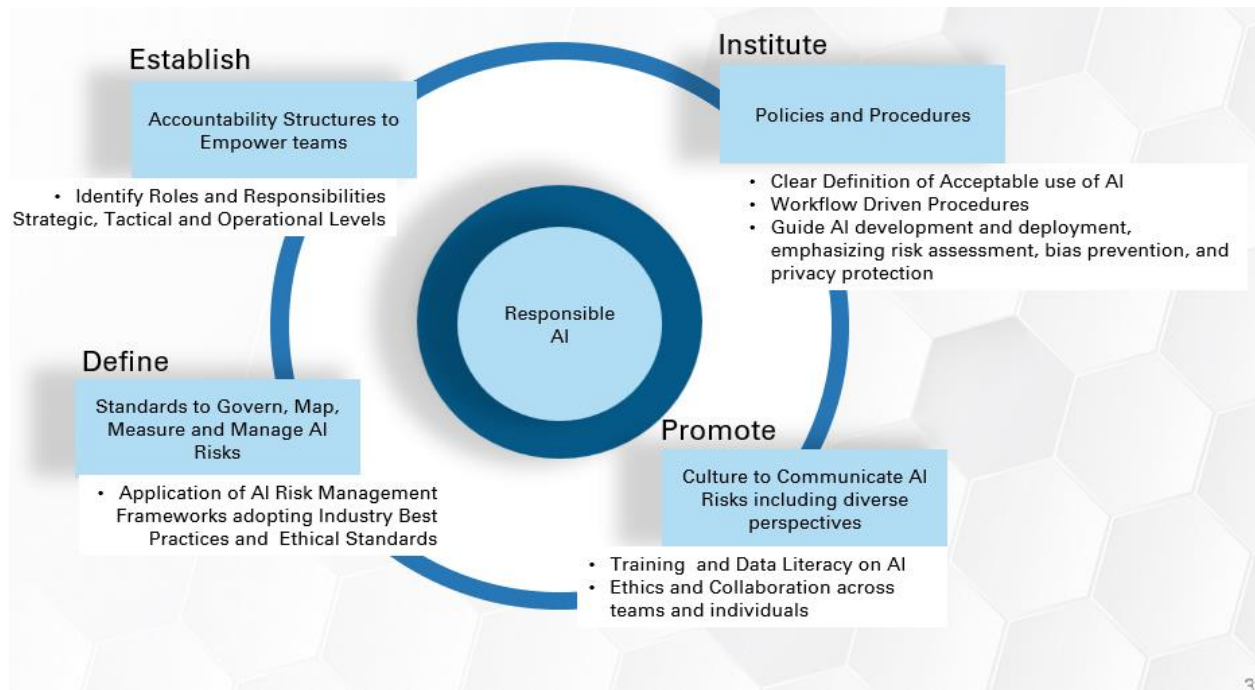 Establish
Accountability Structures to
Empower teams
• Identify Roles and Responsibilities
Strategic, Tactical and Operational Levels
Institute
Policies and Procedures
• Clear Definition of Acceptable use of AI
• Workflow Driven Procedures
• Guide AI development and deployment,
emphasizing risk assessment, bias prevention, and
privacy protection
Responsible
AI
Define
Standards to Govern, Map,
Measure and Manage AI
Risks
• Application of AI Risk Management
Frameworks adopting Industry Best
Practices and Ethical Standards
Promote
Culture to Communicate AI
Risks including diverse
perspectives
• Training and Data Literacy on AI
• Ethics and Collaboration across
teams and individuals
3